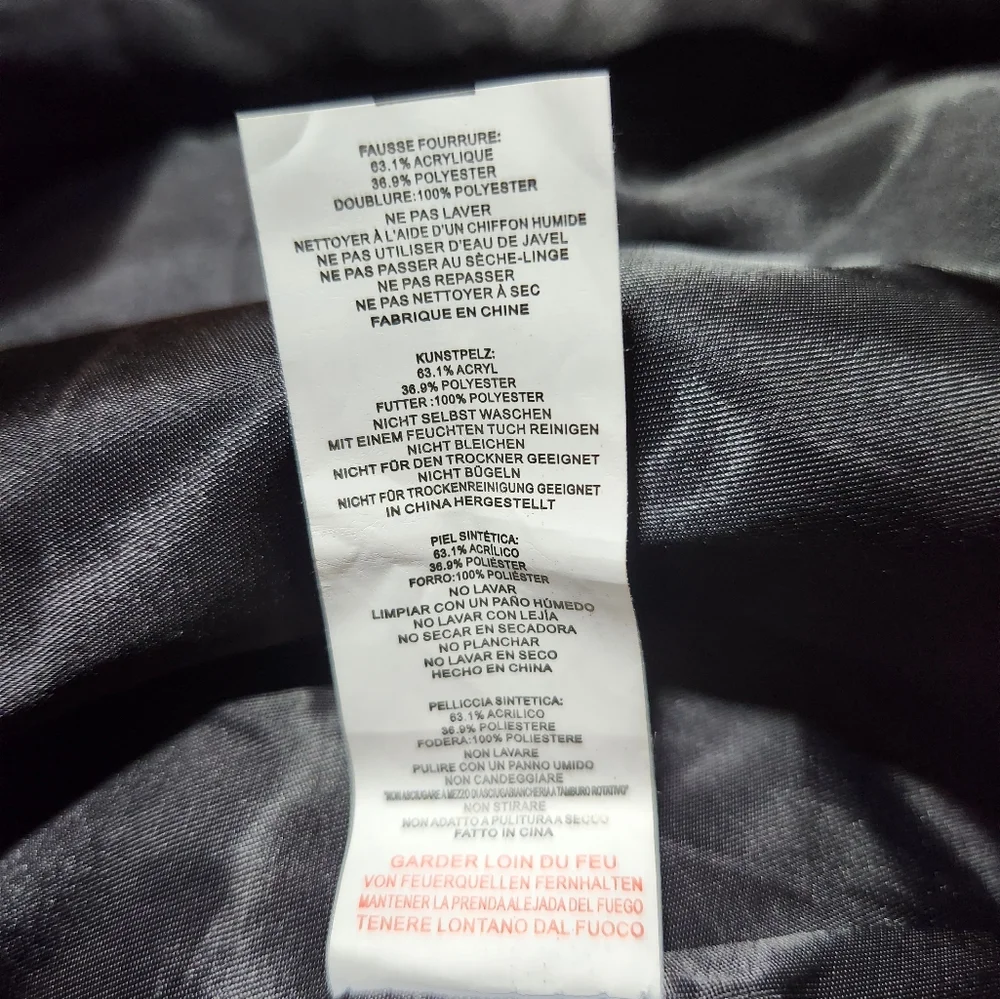 FAUSSE FOURRURE:
63.1% ACRYLIQUE
36.9% POLYESTER
DOUBLURE:100% POLYESTER
NE PAS LAVER
NETTOYER À L'AIDE D'UN CHIFFON HUMIDE
NE PAS UTILISER D'EAU DE JAVEL
NE PAS PASSER AU SÈCHE-LINGE
NE PAS REPASSER
NE PAS NETTOYER À SEC
FABRIQUE EN CHINE
KUNSTPELZ:
63.1% ACRYL
36.9% POLYESTER
FUTTER:100% POLYESTER
NICHT SELBST WASCHEN
MIT EINEM FEUCHTEN TUCH REINIGEN
NICHT BLEICHEN
NICHT FÜR DEN TROCKNER GEEIGNET
NICHT BÜGELN
NICHT FÜR TROCKENREINIGUNG GEEIGNET
IN CHINA HERGESTELLT
PIEL SINTÉTICA:
63.1% ACRÍLICO
36.9% POLIÉSTER
FORRO:100% POLIÉSTER
NO LAVAR
LIMPIAR CON UN PAÑO HÚMEDO
NO LAVAR CON LEJÍA
NO SECAR EN SECADORA
NO PLANCHAR
NO LAVAR EN SECO
HECHO EN CHINA
PELLICCIA SINTETICA:
63.1% ACRILICO
36.9% POLIESTERE
FODERA:100% POLIESTERE
NON LAVARE
PULIRE CON UN PANNO UMIDO
NON CANDEGGIARE
"NON ASCIUGARE A MEZZO DI ASCIUGABIANCHERIA A TAMBURO ROTATIVO"
NON STIRARE
NON ADATTO A PULITURA A SECCO
FATTO IN CINA
GARDER LOIN DU FEU
VON FEUERQUELLEN FERNHALTEN
MANTENER LA PRENDA ALEJADA DEL FUEGO
TENERE LONTANO DAL FUOCO